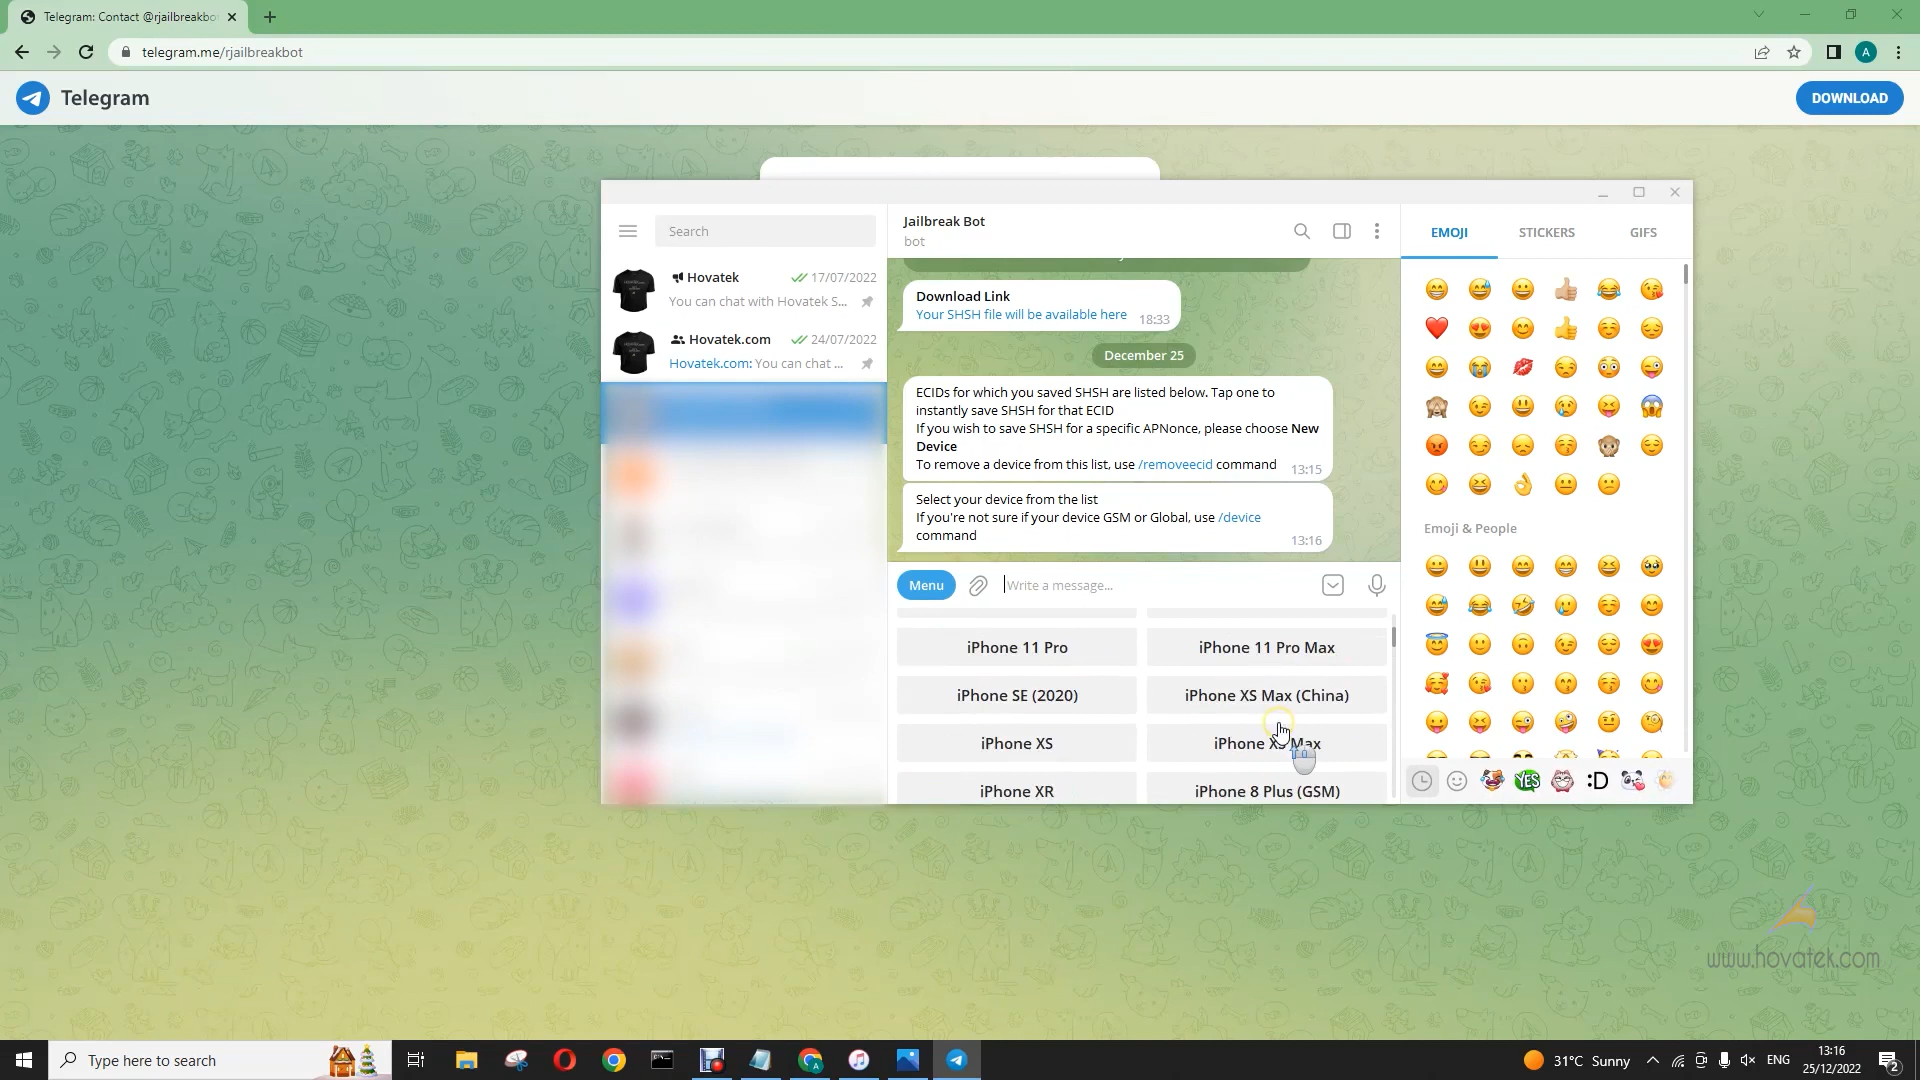 Telegram: Contact @rjailbreakbo
telegram.me/rjailbreakbot
A
Telegram
DOWNLOAD
Search
Hovatek
17/07/2022
You can chat with Hovatek S...
Hovatek.com
24/07/2022
Hovatek.com: You can chat ...
Jailbreak Bot
bot
Download Link
Your SHSH file will be available here
18:33
December 25
ECIDs for which you saved SHSH are listed below. Tap one to
instantly save SHSH for that ECID
If you wish to save SHSH for a specific APNonce, please choose New
Device
To remove a device from this list, use /removeecid command
13:15
Select your device from the list
If you're not sure if your device GSM or Global, use /device
command
13:16
Menu
Write a message...
iPhone 11 Pro
iPhone 11 Pro Max
iPhone SE (2020)
iPhone XS Max (China)
iPhone XS
iPhone XS Max
iPhone XR
iPhone 8 Plus (GSM)
EMOJI
STICKERS
GIFS
Emoji & People
YES
:D
www.hovatek.com
Type here to search
31°C Sunny
ENG
13:16
25/12/2022
2